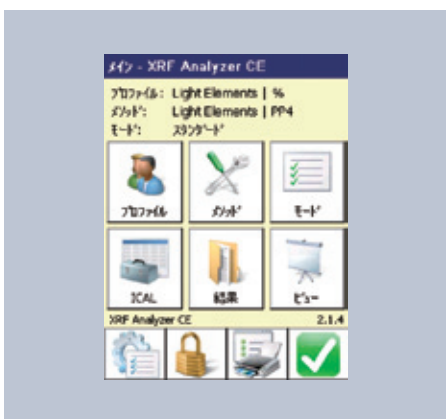 ﾒｲﾝ - XRF Analyzer CE
ﾌﾟﾛﾌｧｲﾙ: Light Elements | %
ﾒｿｯﾄﾞ: Light Elements | PP4
ﾓｰﾄﾞ: ｽﾀﾝﾀﾞｰﾄﾞ
ﾌﾟﾛﾌｧｲﾙ
ﾒｿｯﾄﾞ
ﾓｰﾄﾞ
ICAL
結果
ﾋﾞｭｰ
XRF Analyzer CE
2.1.4